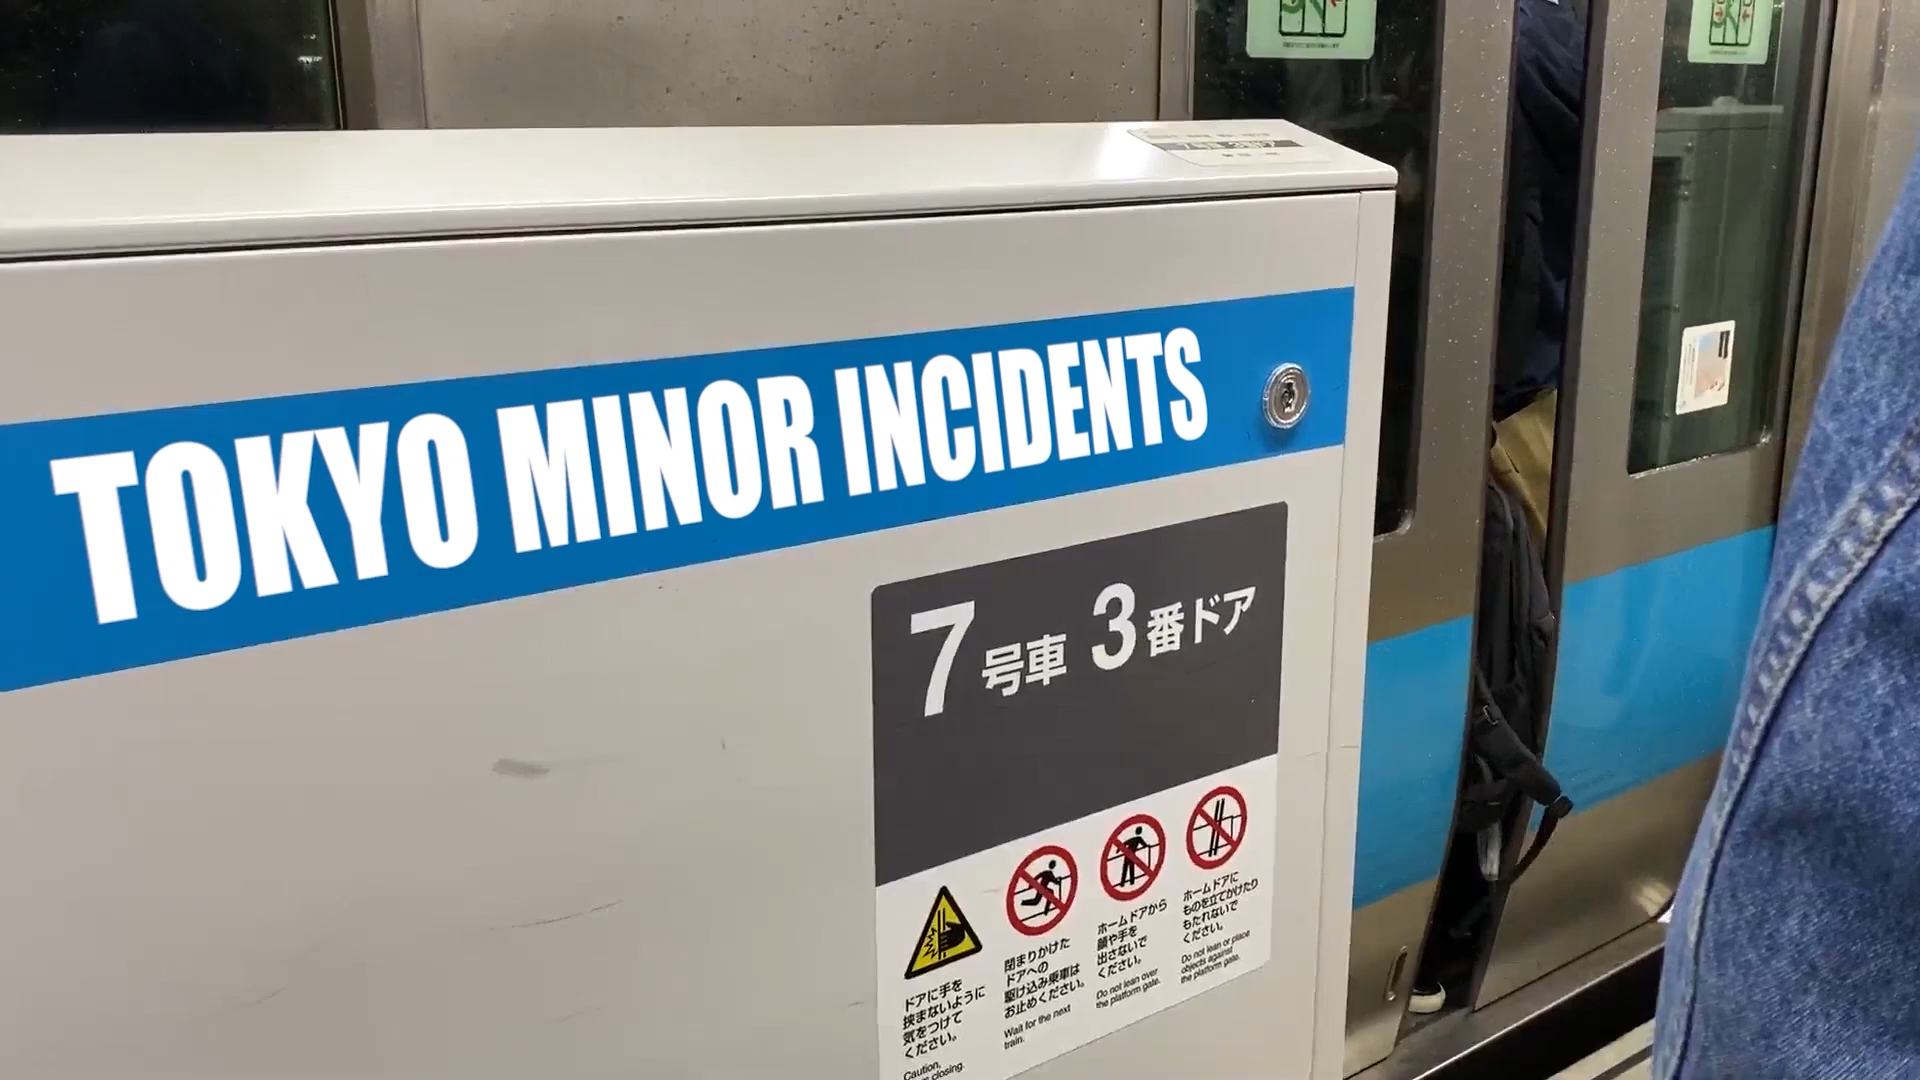 TOKYO MINOR INCIDENTS
7号車 3番ドア
ドアに手を
挟まないように
気をつけて
ください。
Caution,
closing.
閉まりかけた
ドアへの
駆け込み乗車は
お止めください。
Wait for the next
train.
ホームドアから
顔や手を
出さないで
ください。
Do not lean over
the platform gate.
ホームドアに
ものを立てかけたり
もたれないで
ください。
Do not lean or place
objects against
the platform gate.